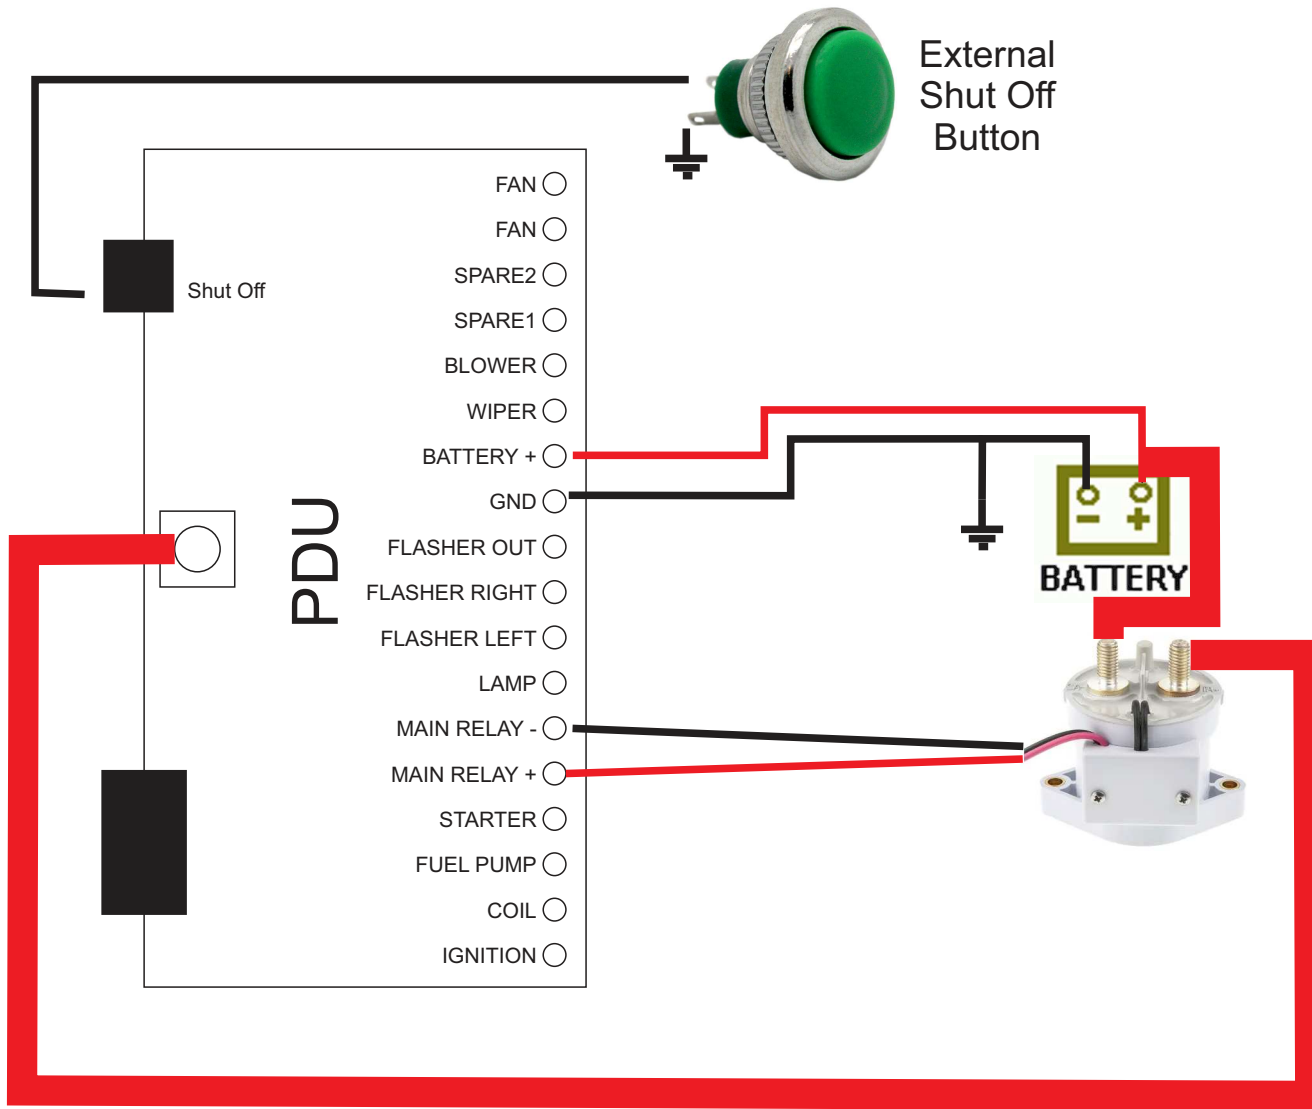 External
Shut Off
Button
FAN
FAN
SPARE2
Shut Off
SPARE1
BLOWER
WIPER
BATTERY +
GND
PDU
FLASHER OUT
FLASHER RIGHT
FLASHER LEFT
LAMP
MAIN RELAY -
MAIN RELAY +
STARTER
FUEL PUMP
COIL
IGNITION
- +
BATTERY